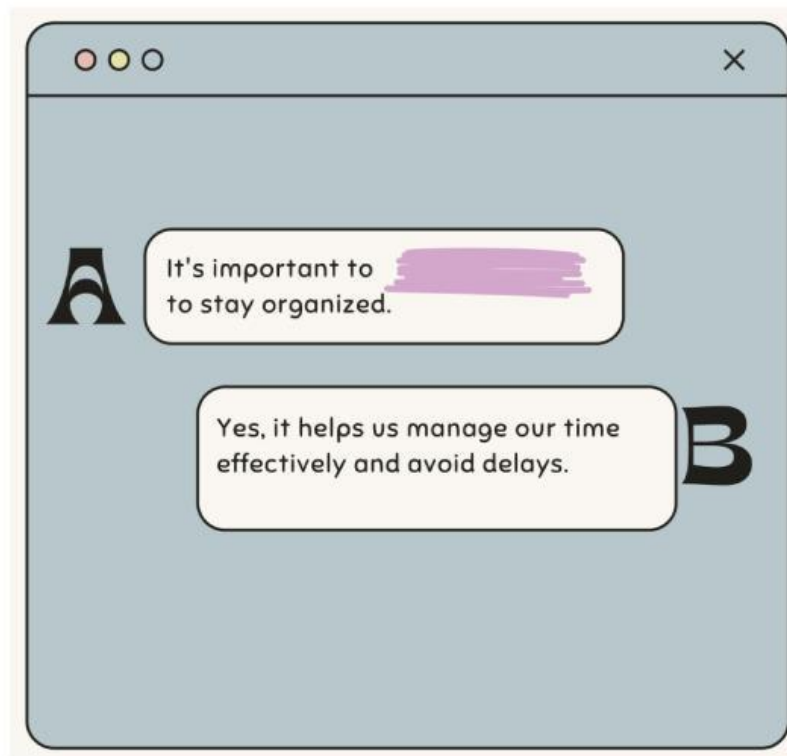 A
It's important to
to stay organized.
Yes, it helps us manage our time
effectively and avoid delays.
B